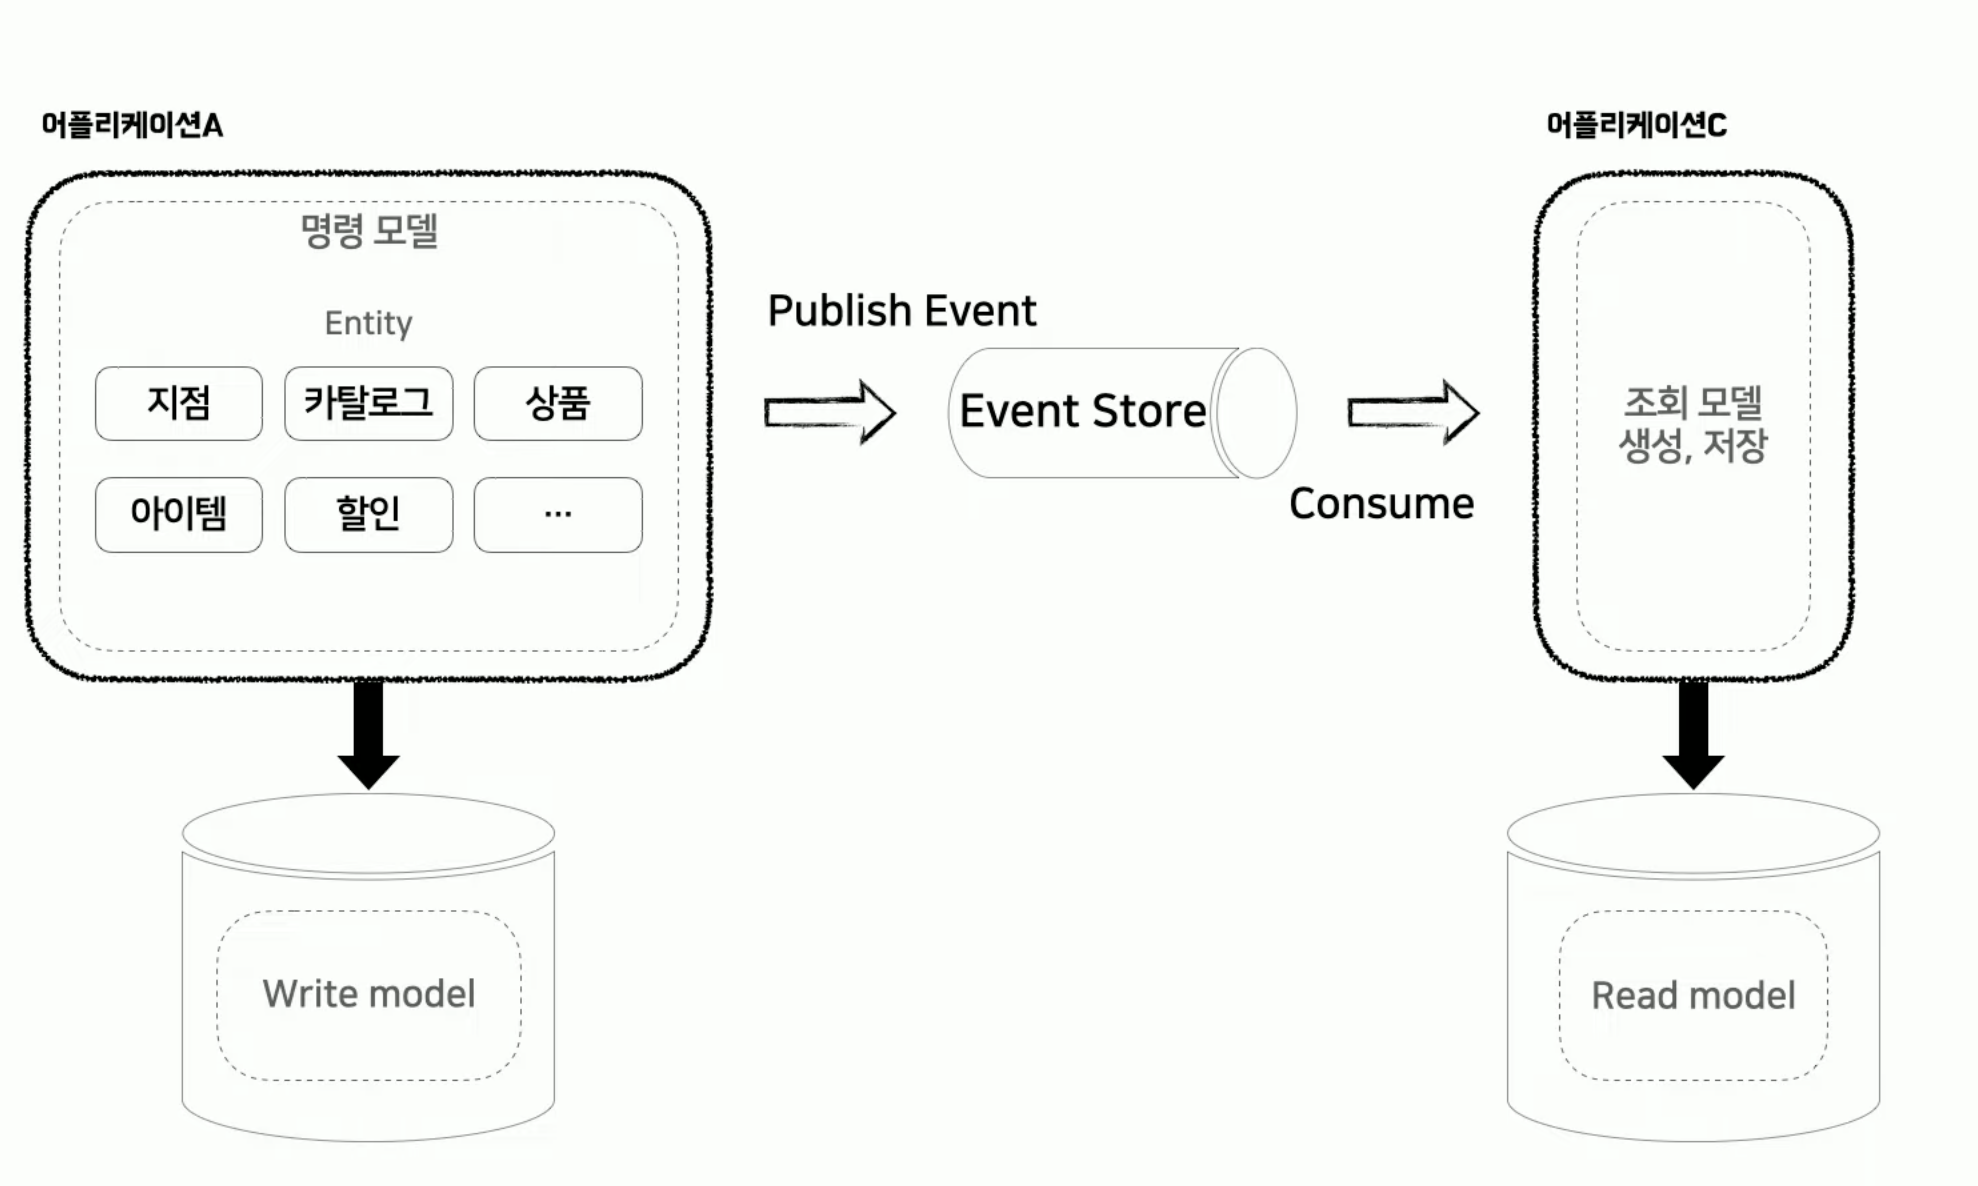 어플리케이션A
명령 모델
Entity
지점
카탈로그
상품
아이템
할인
...
Publish Event
Event Store
Consume
어플리케이션C
조회 모델
생성, 저장
Write model
Read model